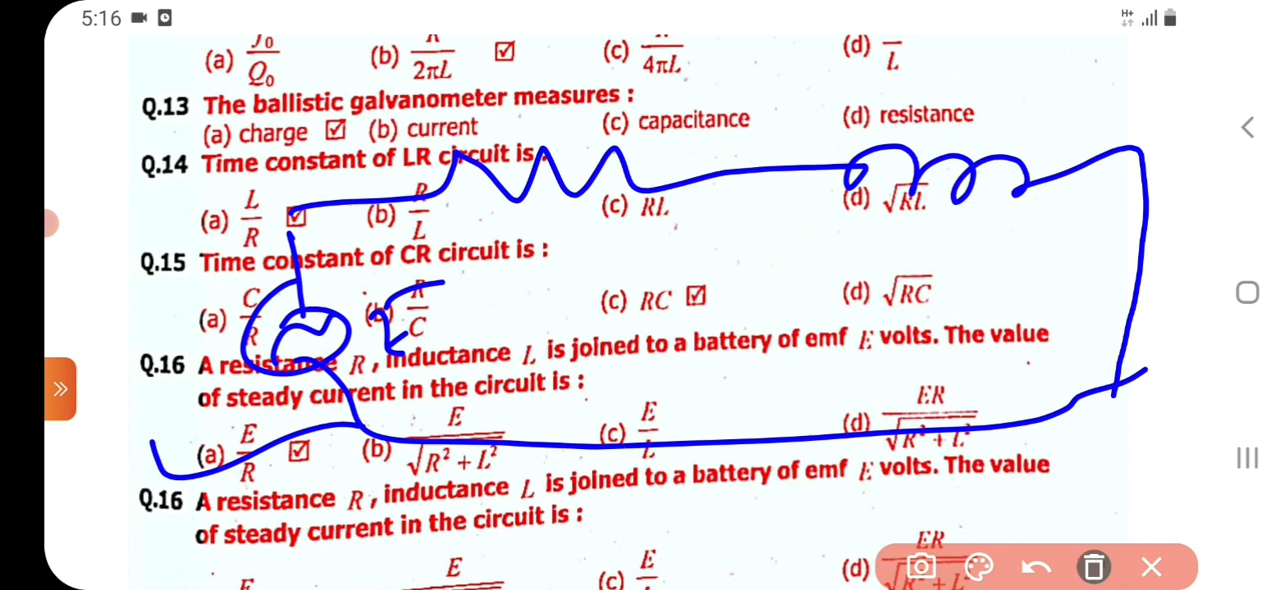 5:16 H+
(a) f₀/Q₀ (b) R/2πL ☑ (c) R/4πL (d) /L
Q.13 The ballistic galvanometer measures :
(a) charge ☑ (b) current (c) capacitance (d) resistance
Q.14 Time constant of LR circuit is :
(a) L/R ☑ (b) R/L (c) RL (d) √RL
Q.15 Time constant of CR circuit is :
(a) C/R (b) R/C (c) RC ☑ (d) √RC
Q.16 A resistance R, inductance L is joined to a battery of emf E volts. The value
of steady current in the circuit is :
(a) E/R ☑ (b) E/√R² + L² (c) E/L (d) ER/√R² + L²
Q.16 A resistance R, inductance L is joined to a battery of emf E volts. The value
of steady current in the circuit is :
E E (c) E (d) ER/√R + L²